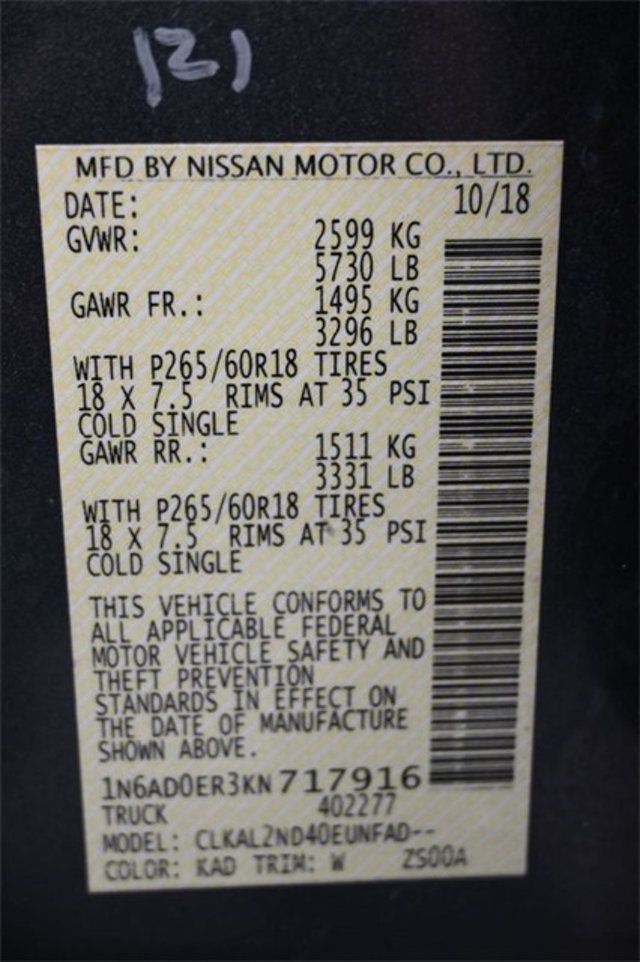 121
MFD BY NISSAN MOTOR CO., LTD.
DATE: 10/18
GVWR: 2599 KG
5730 LB
GAWR FR.: 1495 KG
3296 LB
WITH P265/60R18 TIRES
18 X 7.5 RIMS AT 35 PSI
COLD SINGLE
GAWR RR.: 1511 KG
3331 LB
WITH P265/60R18 TIRES
18 X 7.5 RIMS AT 35 PSI
COLD SINGLE
THIS VEHICLE CONFORMS TO
ALL APPLICABLE FEDERAL
MOTOR VEHICLE SAFETY AND
THEFT PREVENTION
STANDARDS IN EFFECT ON
THE DATE OF MANUFACTURE
SHOWN ABOVE.
1N6AD0ER3KN717916
TRUCK 402277
MODEL: CLKAL2ND40EUNFAD--
COLOR: KAD TRIM: W ZS00A